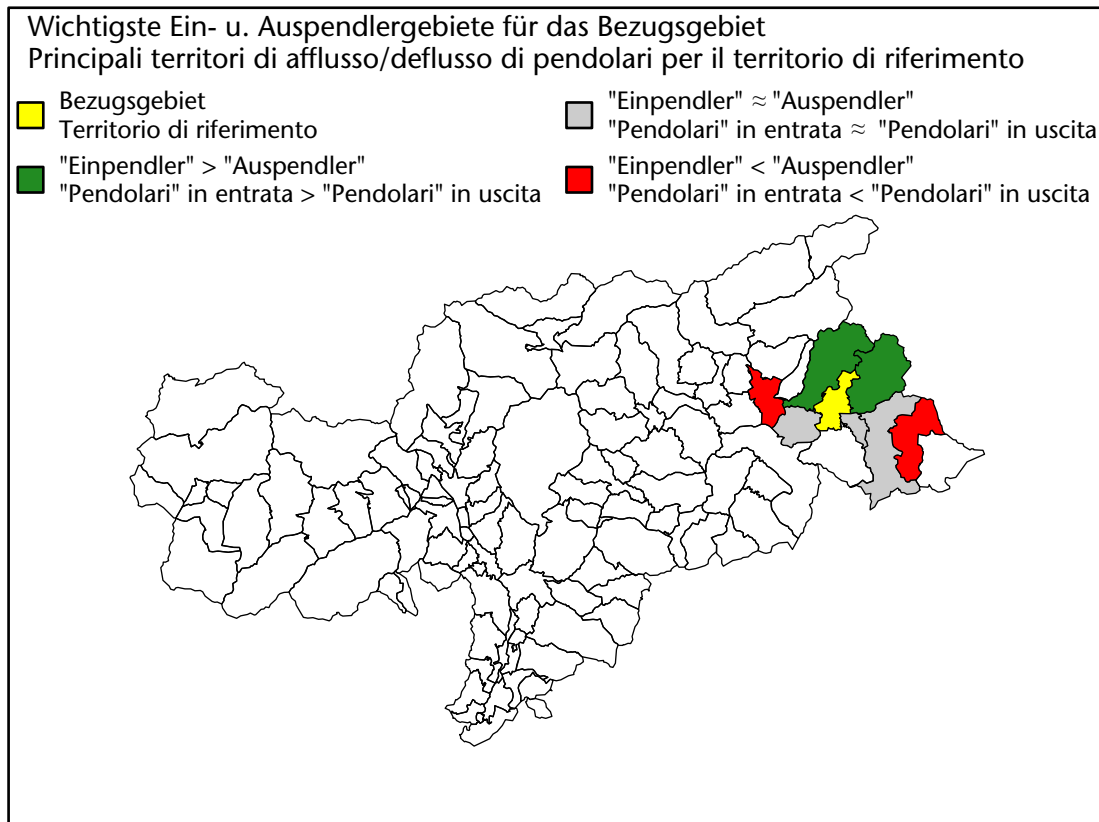 Wichtigste Ein- u. Auspendlergebiete für das Bezugsgebiet
Principali territori di afflusso/deflusso di pendolari per il territorio di riferimento
Bezugsgebiet
Territorio di riferimento
"Einpendler" > "Auspendler"
"Pendolari" in entrata > "Pendolari" in uscita
"Einpendler" ≈ "Auspendler"
"Pendolari" in entrata ≈ "Pendolari" in uscita
"Einpendler" < "Auspendler"
"Pendolari" in entrata < "Pendolari" in uscita